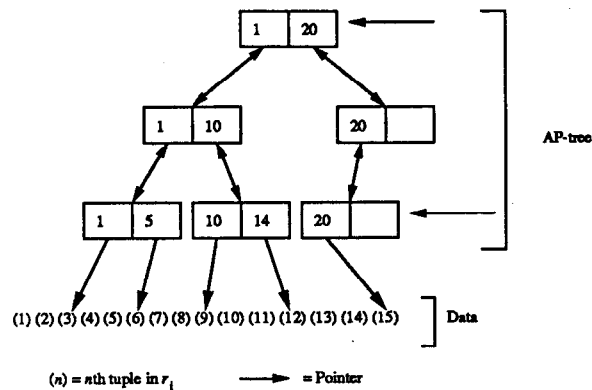 1 20
1 10 20
AP-tree
1 5 10 14 20
(1) (2) (3) (4) (5) (6) (7) (8) (9) (10) (11) (12) (13) (14) (15)
Data
(n) = nth tuple in r_i = Pointer